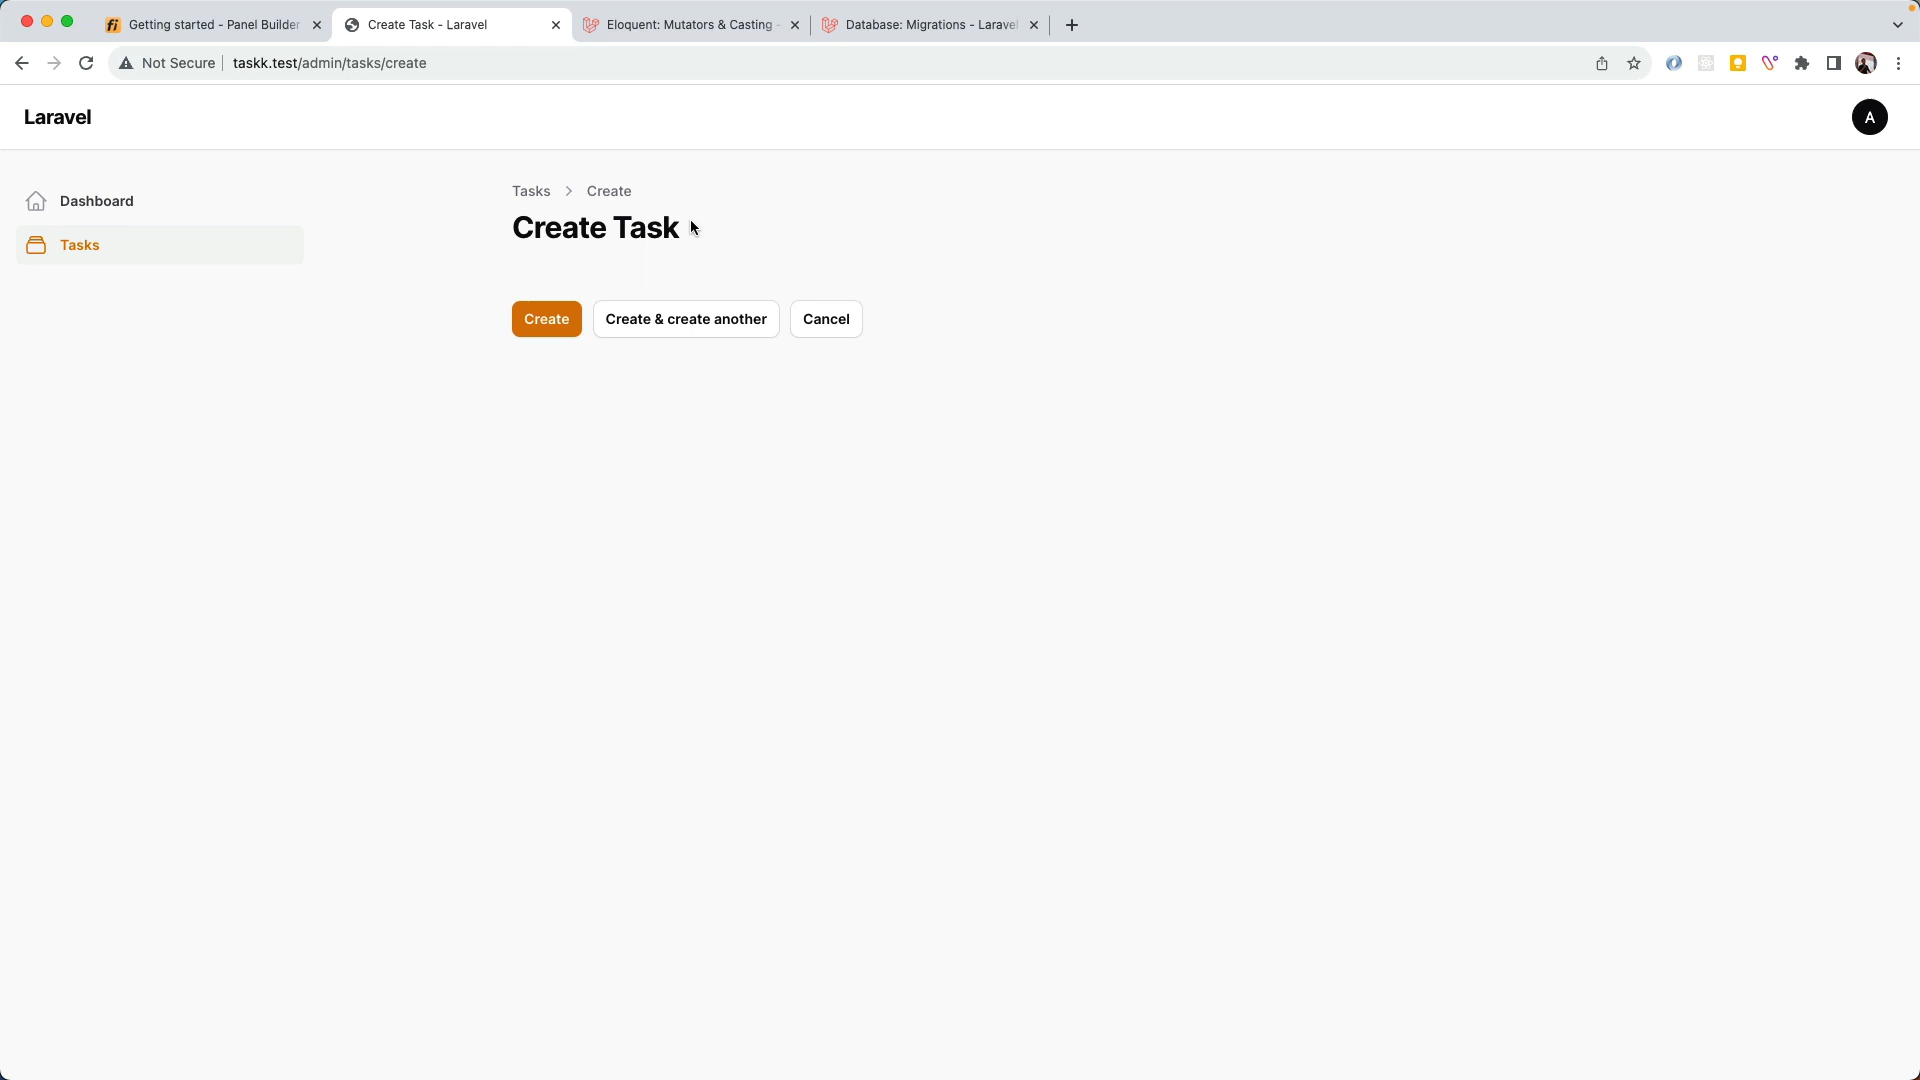 fi Getting started - Panel Builder
Create Task - Laravel
Eloquent: Mutators & Casting -
Database: Migrations - Laravel
Not Secure taskk.test/admin/tasks/create
Laravel
A
Dashboard
Tasks
Tasks > Create
Create Task
Create
Create & create another
Cancel